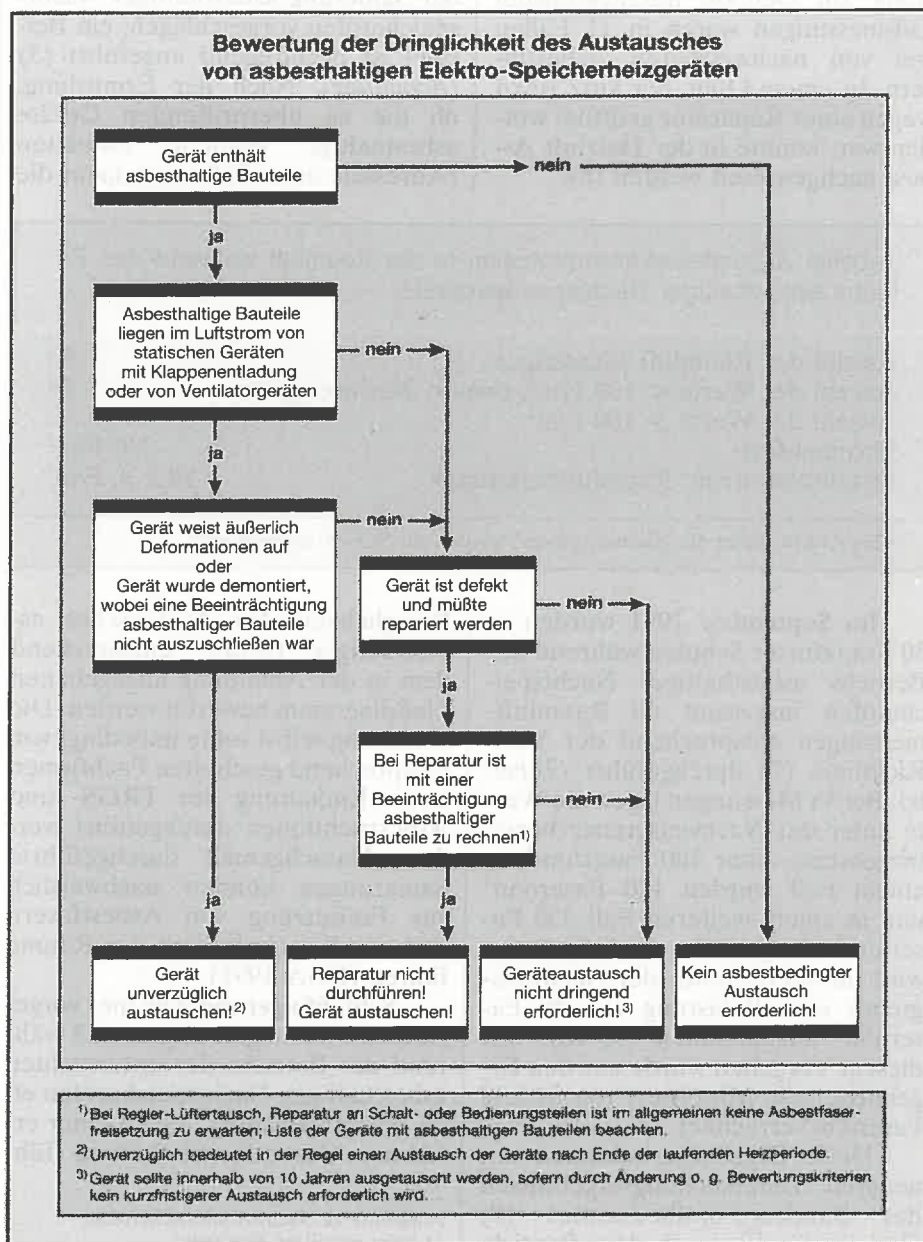 Bewertung der Dringlichkeit des Austausches
von asbesthaltigen Elektro-Speicherheizgeräten
Gerät enthält
asbesthaltige Bauteile
nein
ja
Asbesthaltige Bauteile
liegen im Luftstrom von
statischen Geräten
mit Klappenentladung
oder von Ventilatorgeräten
nein
ja
Gerät weist äußerlich
Deformationen auf
oder
Gerät wurde demontiert,
wobei eine Beeinträchtigung
asbesthaltiger Bauteile
nicht auszuschließen war
nein
Gerät ist defekt
und müßte
repariert werden
nein
ja
Bei Reparatur ist
mit einer
Beeinträchtigung
asbesthaltiger
Bauteile zu rechnen¹⁾
nein
ja
ja
Gerät
unverzüglich
austauschen!²⁾
Reparatur nicht
durchführen!
Gerät austauschen!
Geräteaustausch
nicht dringend
erforderlich!³⁾
Kein asbestbedingter
Austausch
erforderlich!
¹⁾Bei Regler-Lüftertausch, Reparatur an Schalt- oder Bedienungsteilen ist im allgemeinen keine Asbestfaser-
freisetzung zu erwarten; Liste der Geräte mit asbesthaltigen Bauteilen beachten.
²⁾Unverzüglich bedeutet in der Regel einen Austausch der Geräte nach Ende der laufenden Heizperiode.
³⁾Gerät sollte innerhalb von 10 Jahren ausgetauscht werden, sofern durch Änderung o. g. Bewertungskriterien
kein kurzfristigerer Austausch erforderlich wird.